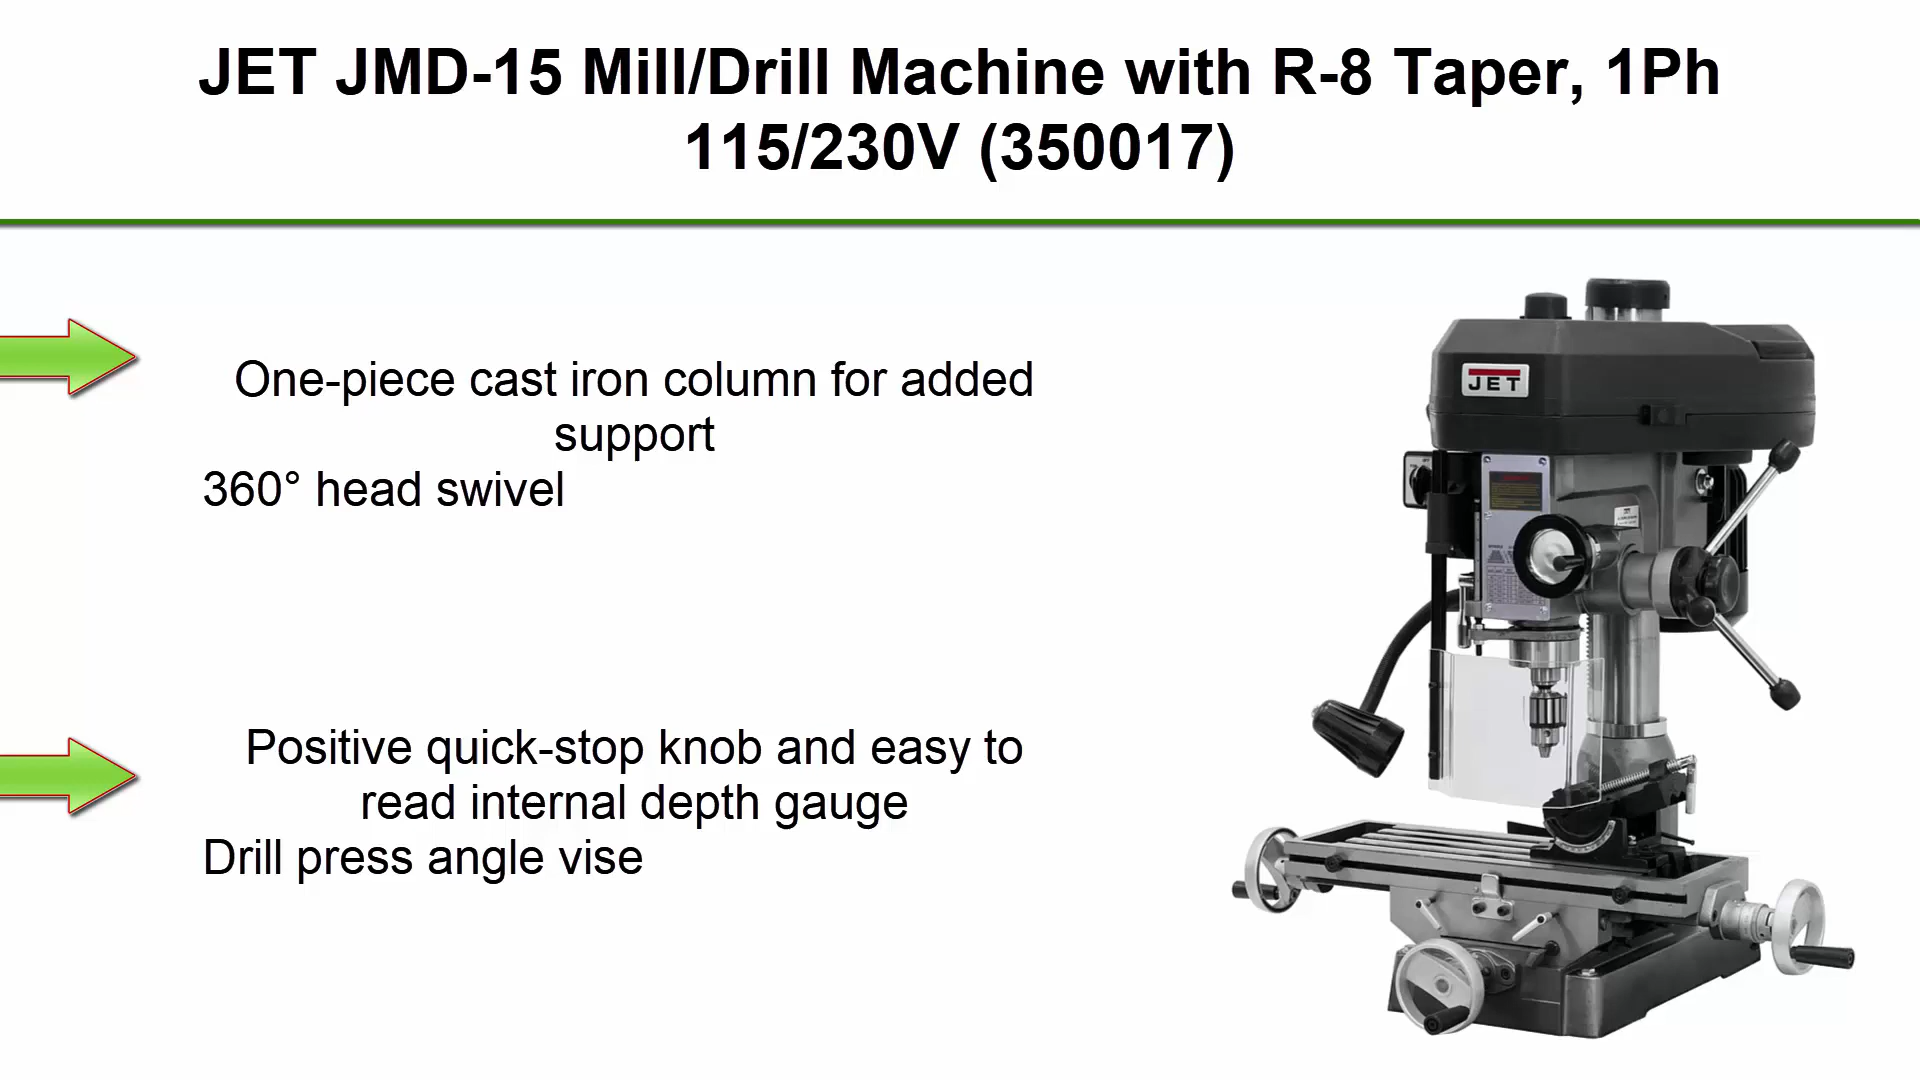 JET JMD-15 Mill/Drill Machine with R-8 Taper, 1Ph
115/230V (350017)
One-piece cast iron column for added
support
360° head swivel
Positive quick-stop knob and easy to
read internal depth gauge
Drill press angle vise
JET